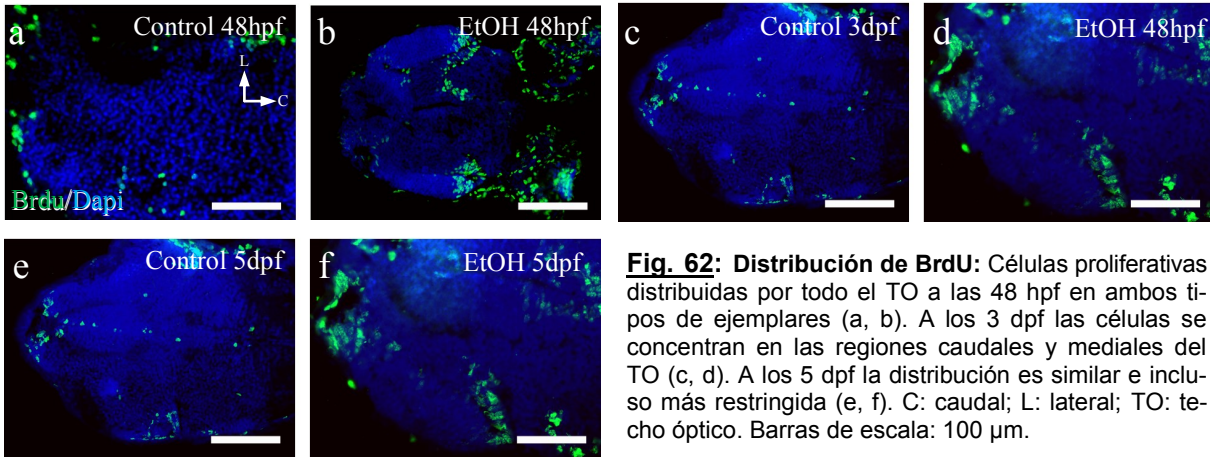 a
Control 48hpf
L
C
Brdu/Dapi
b
EtOH 48hpf
c
Control 3dpf
d
EtOH 48hpf
e
Control 5dpf
f
EtOH 5dpf
Fig. 62: Distribución de BrdU: Células proliferativas
distribuidas por todo el TO a las 48 hpf en ambos ti-
pos de ejemplares (a, b). A los 3 dpf las células se
concentran en las regiones caudales y mediales del
TO (c, d). A los 5 dpf la distribución es similar e inclu-
so más restringida (e, f). C: caudal; L: lateral; TO: te-
cho óptico. Barras de escala: 100 µm.